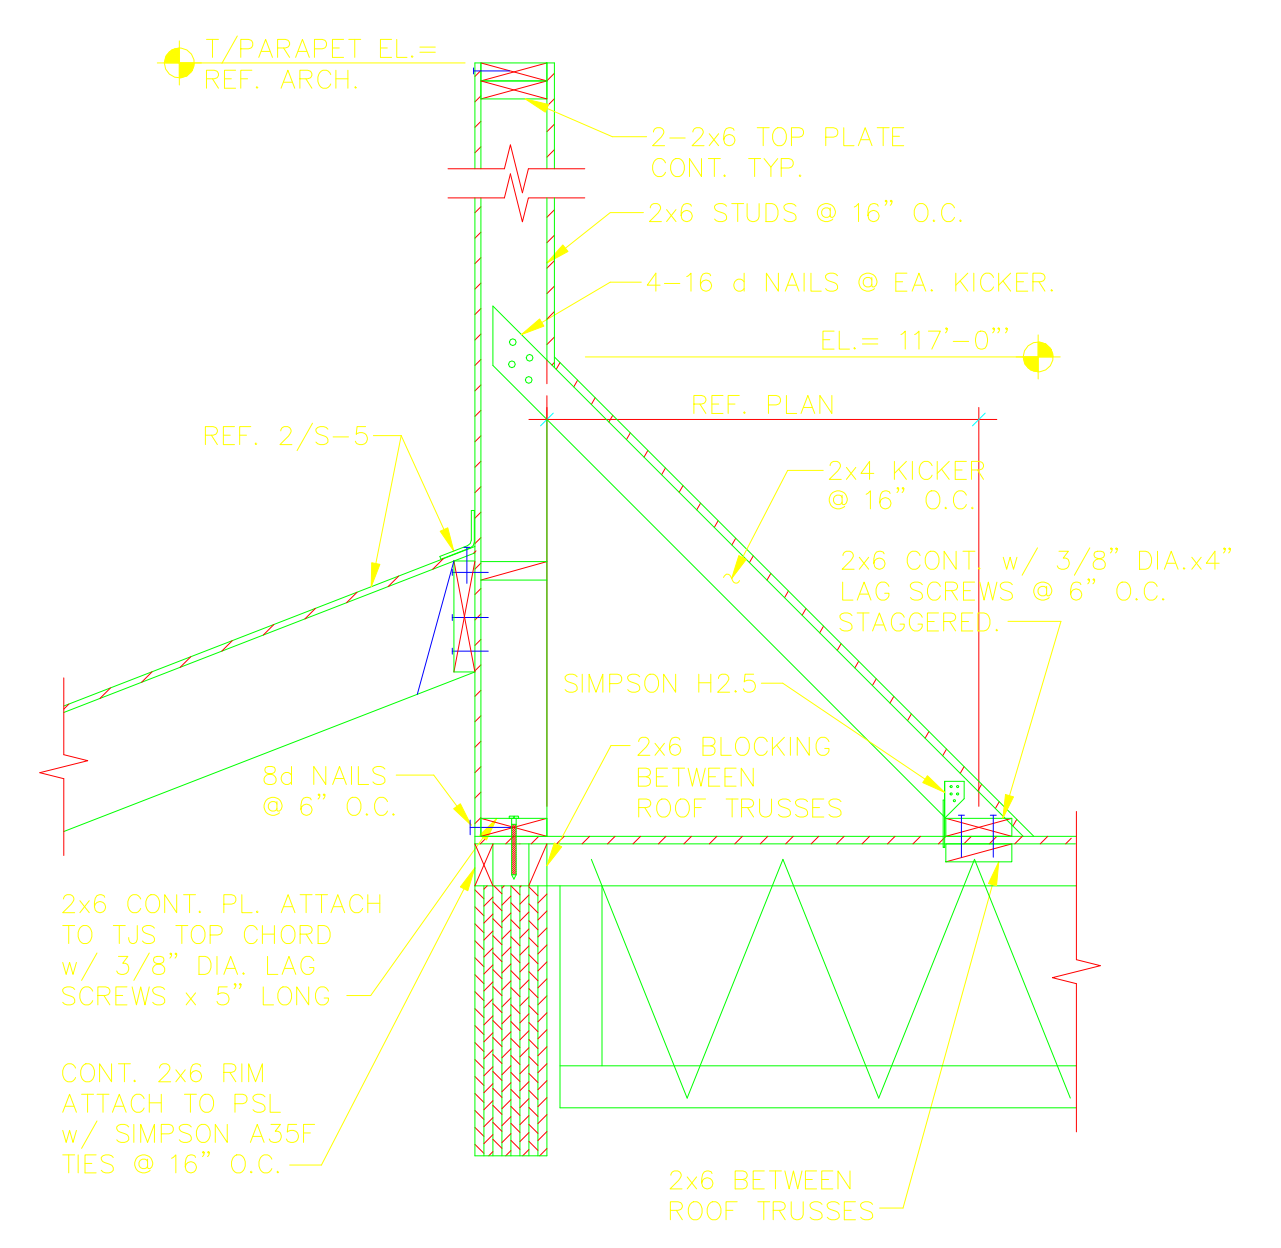 T/PARAPET EL.=
REF. ARCH.
2-2x6 TOP PLATE
CONT. TYP.
2x6 STUDS @ 16" O.C.
4-16 d NAILS @ EA. KICKER.
EL.= 117'-0"'
REF. PLAN
REF. 2/S-5
2x4 KICKER
@ 16" O.C.
2x6 CONT. w/ 3/8" DIA.x4"
LAG SCREWS @ 6" O.C.
STAGGERED.
SIMPSON H2.5
2x6 BLOCKING
BETWEEN
ROOF TRUSSES
8d NAILS
@ 6" O.C.
2x6 CONT. PL. ATTACH
TO TJS TOP CHORD
w/ 3/8" DIA. LAG
SCREWS x 5" LONG
CONT. 2x6 RIM
ATTACH TO PSL
w/ SIMPSON A35F
TIES @ 16" O.C.
2x6 BETWEEN
ROOF TRUSSES